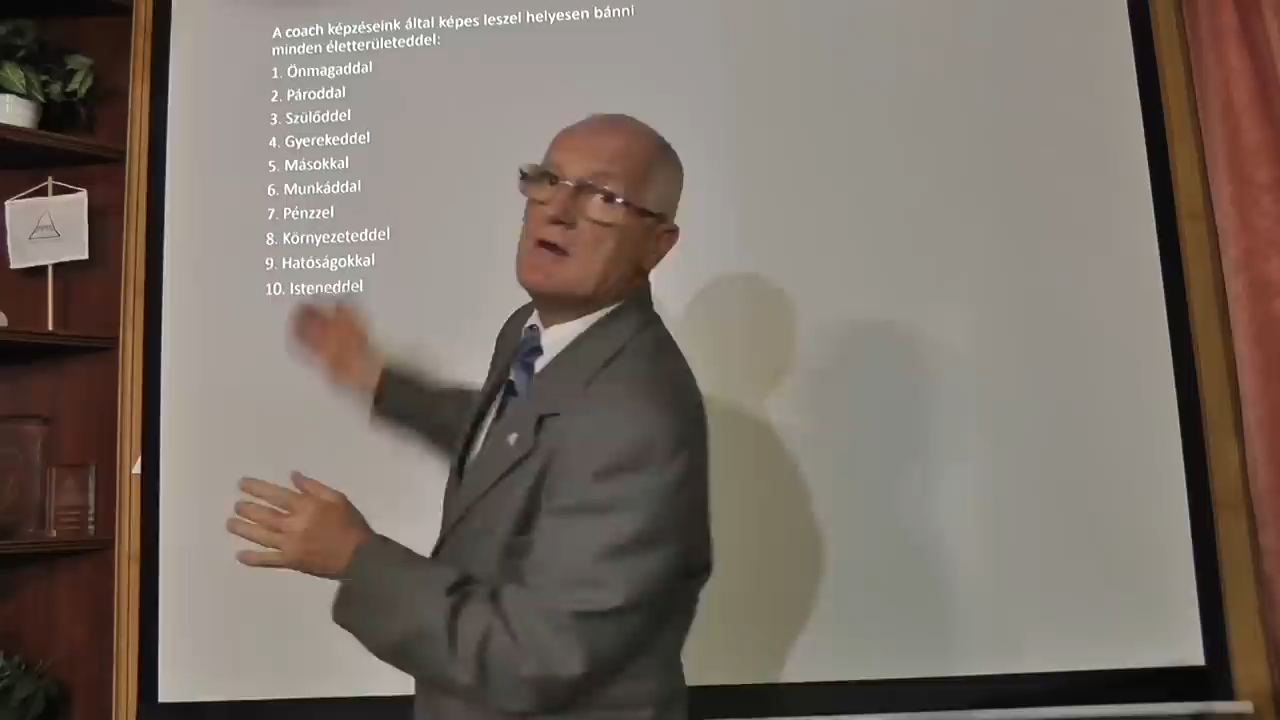 A coach képzéseink által képes leszel helyesen bánni
minden életterületeddel:
1. Önmagaddal
2. Pároddal
3. Szülőddel
4. Gyerekeddel
5. Másokkal
6. Munkáddal
7. Pénzzel
8. Környezeteddel
9. Hatóságokkal
10. Isteneddel